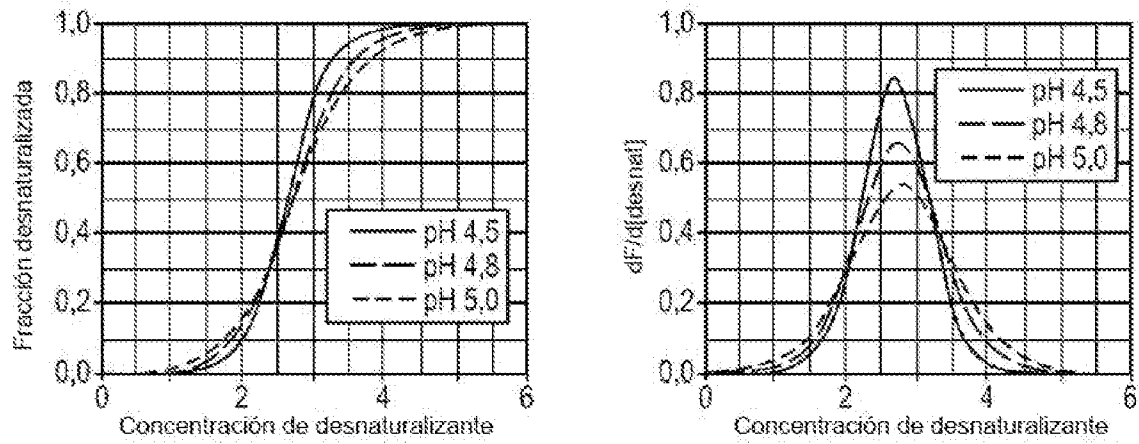 Fracción desnaturalizada
1,0
0,8
0,6
0,4
0,2
0,0
0
2
3
4
5
6
pH 4,5
pH 4,8
pH 5,0
Concentración de desnaturalizante
dF/d[desnat]
1,0
0,8
0,6
0,4
0,2
0,0
0
2
4
6
pH 4,5
pH 4,8
pH 5,0
Concentración de desnaturalizante